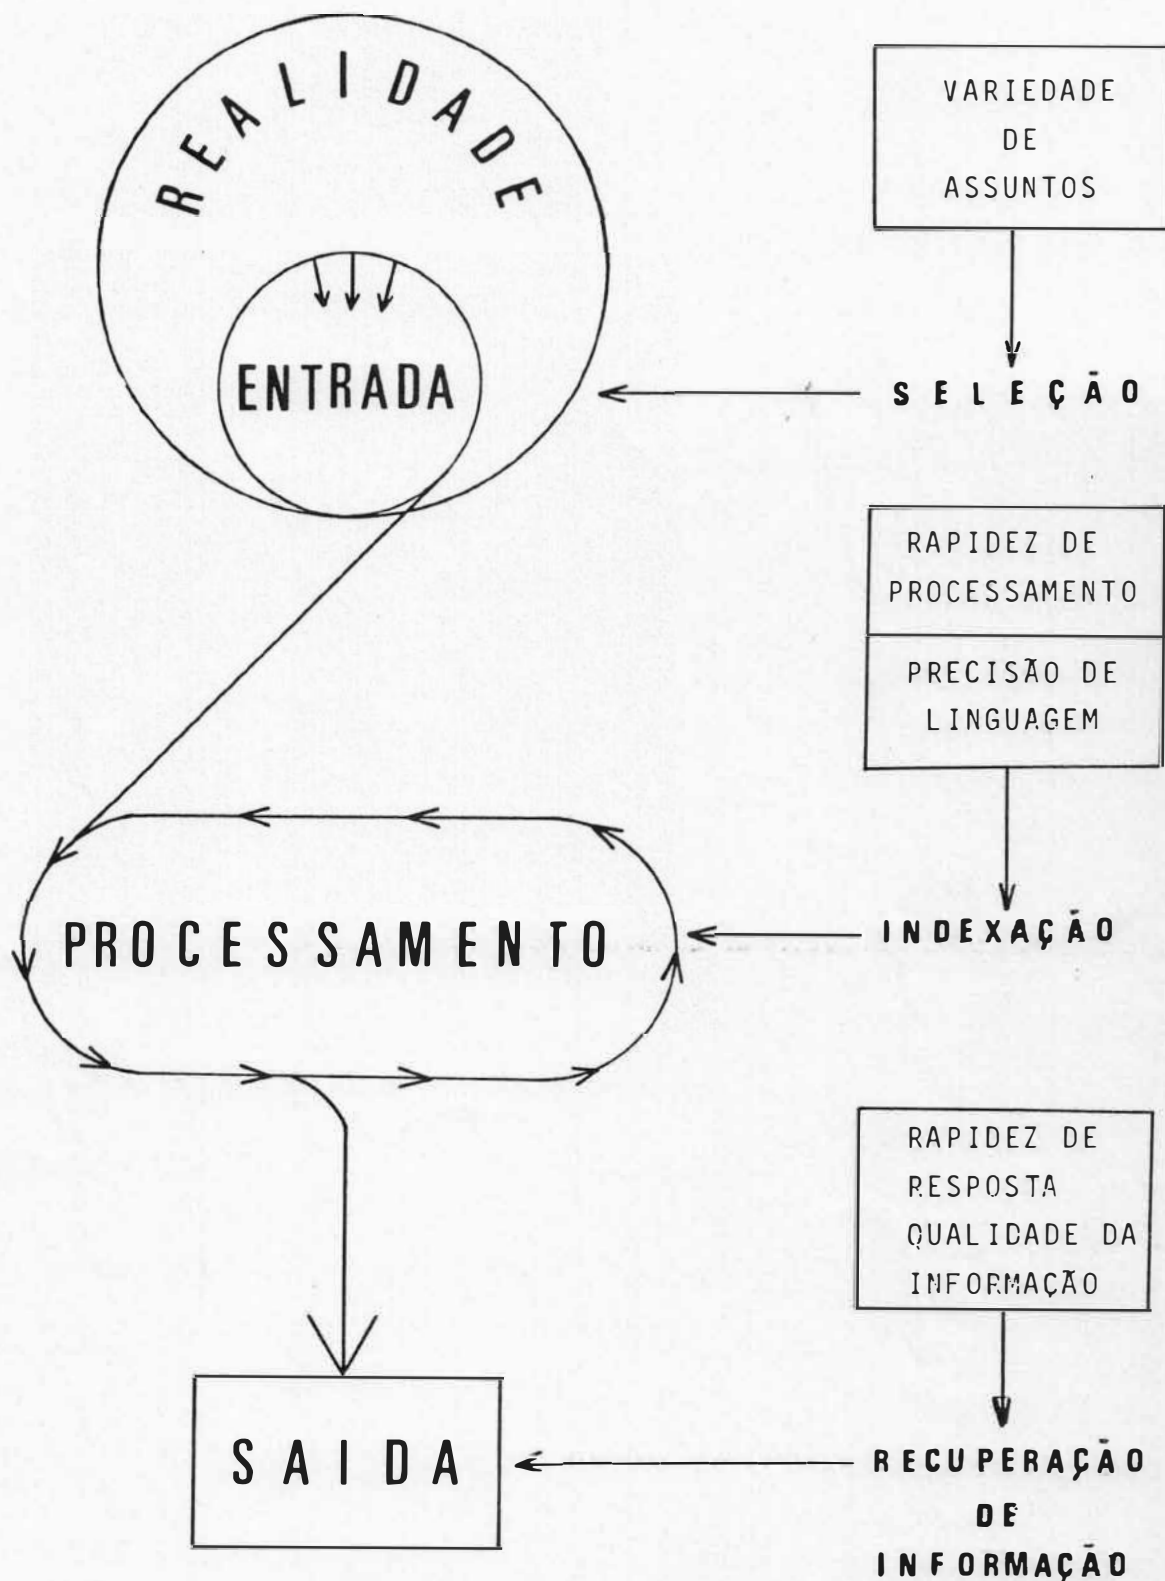 REALIDADE
VARIEDADE
DE
ASSUNTOS
ENTRADA
SELEÇÃO
RAPIDEZ DE
PROCESSAMENTO
PRECISÃO DE
LINGUAGEM
PROCESSAMENTO
INDEXAÇÃO
RAPIDEZ DE
RESPOSTA
QUALIDADE DA
INFORMAÇÃO
SAIDA
RECUPERAÇÃO
DE
INFORMAÇÃO